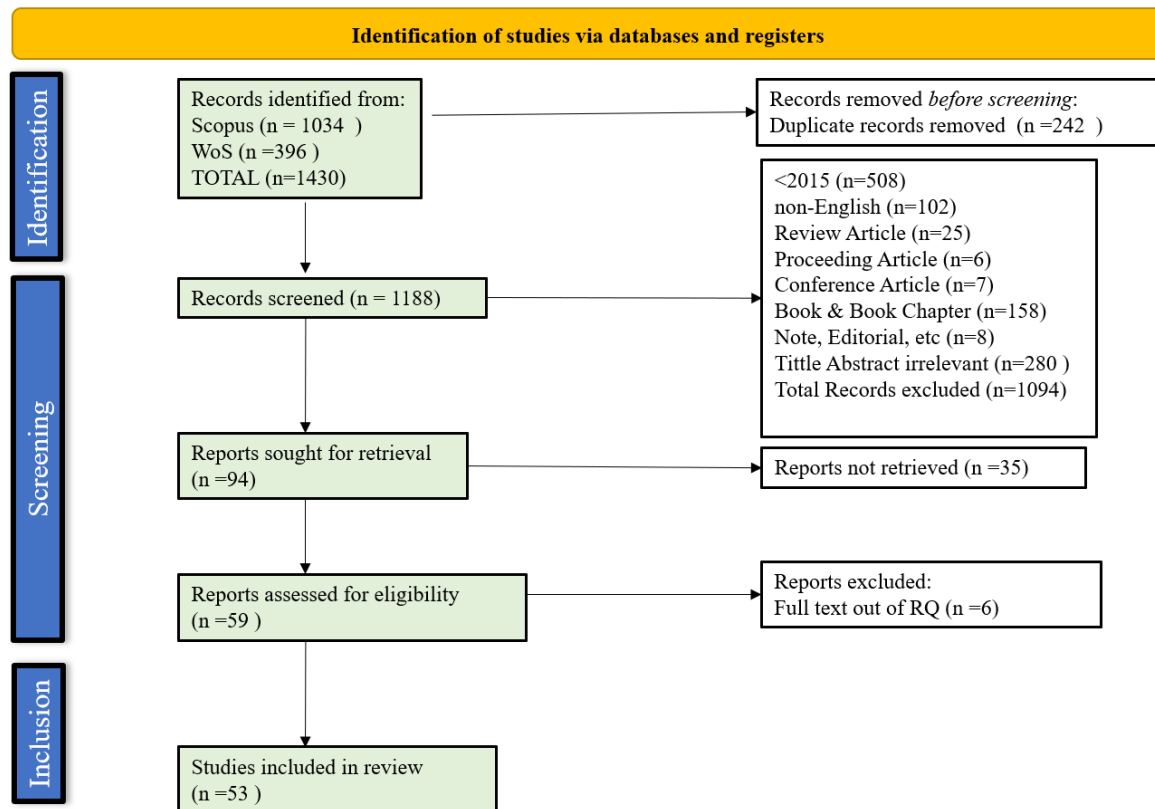 Identification of studies via databases and registers
Identification
Records identified from:
Scopus (n = 1034 )
WoS (n =396 )
TOTAL (n=1430)
Records removed before screening:
Duplicate records removed (n =242 )
Screening
Records screened (n = 1188)
<2015 (n=508)
non-English (n=102)
Review Article (n=25)
Proceeding Article (n=6)
Conference Article (n=7)
Book & Book Chapter (n=158)
Note, Editorial, etc (n=8)
Tittle Abstract irrelevant (n=280 )
Total Records excluded (n=1094)
Reports sought for retrieval
(n =94)
Reports not retrieved (n =35)
Reports assessed for eligibility
(n =59 )
Reports excluded:
Full text out of RQ (n =6)
Inclusion
Studies included in review
(n =53 )